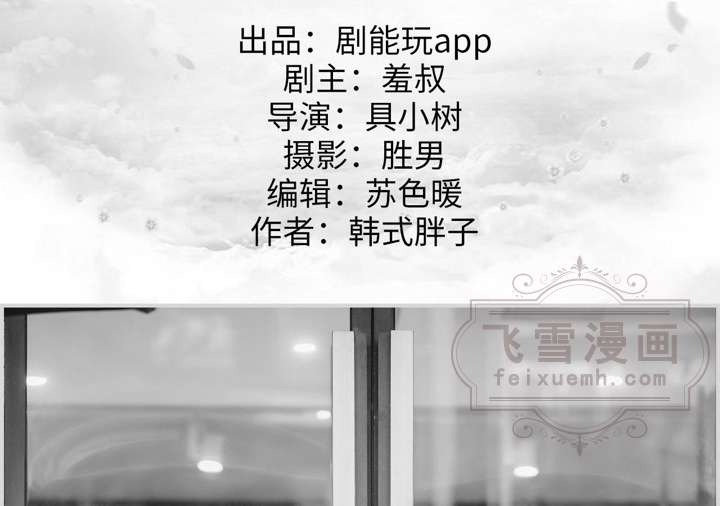 出品：剧能玩app
剧主：羞叔
导演：具小树
摄影：胜男
编辑：苏色暖
作者：韩式胖子
飞雪漫画
feixuemh.com